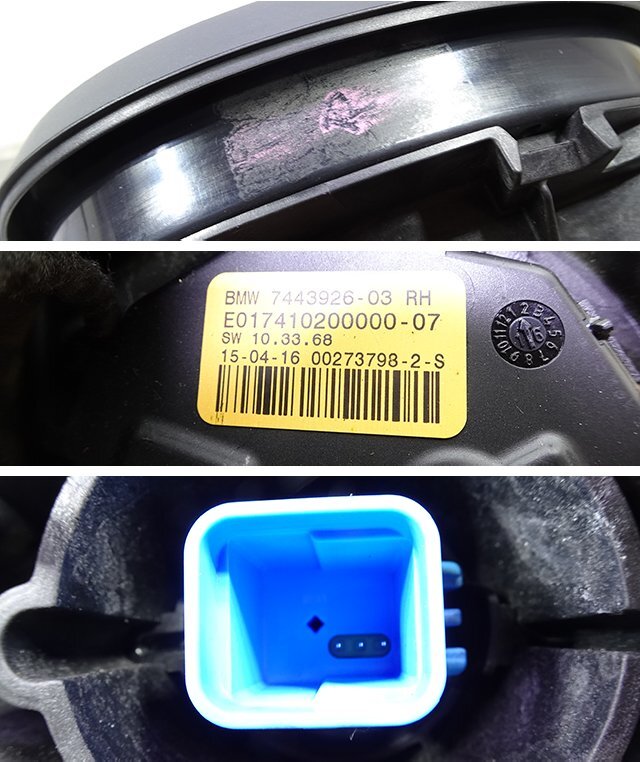 BMW 7443926-03 RH
E017410200000-07
SW 10.33.68
15-04-16 00273798-2-S